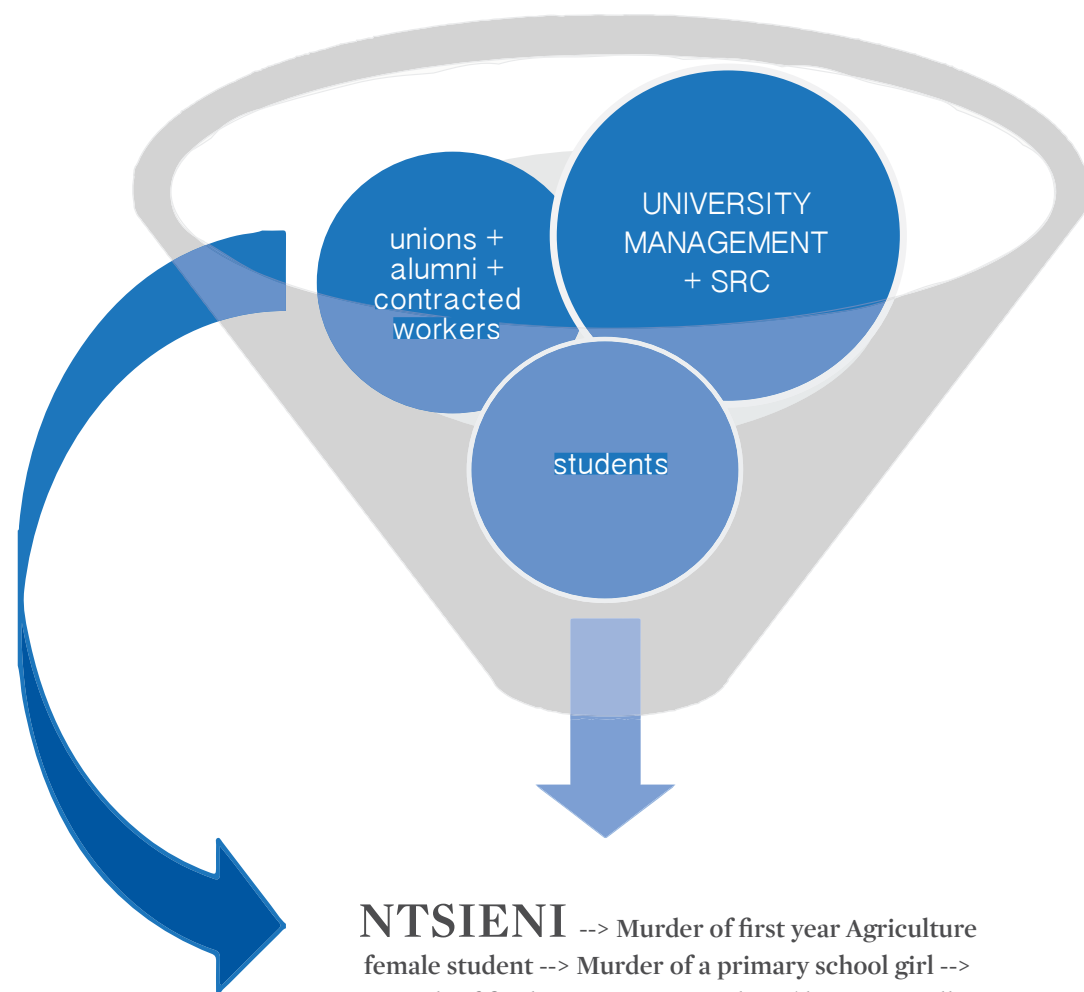 unions +
alumni +
contracted
workers
UNIVERSITY
MANAGEMENT
+ SRC
students
NTSIENI --> Murder of first year Agriculture
female student --> Murder of a primary school girl -->